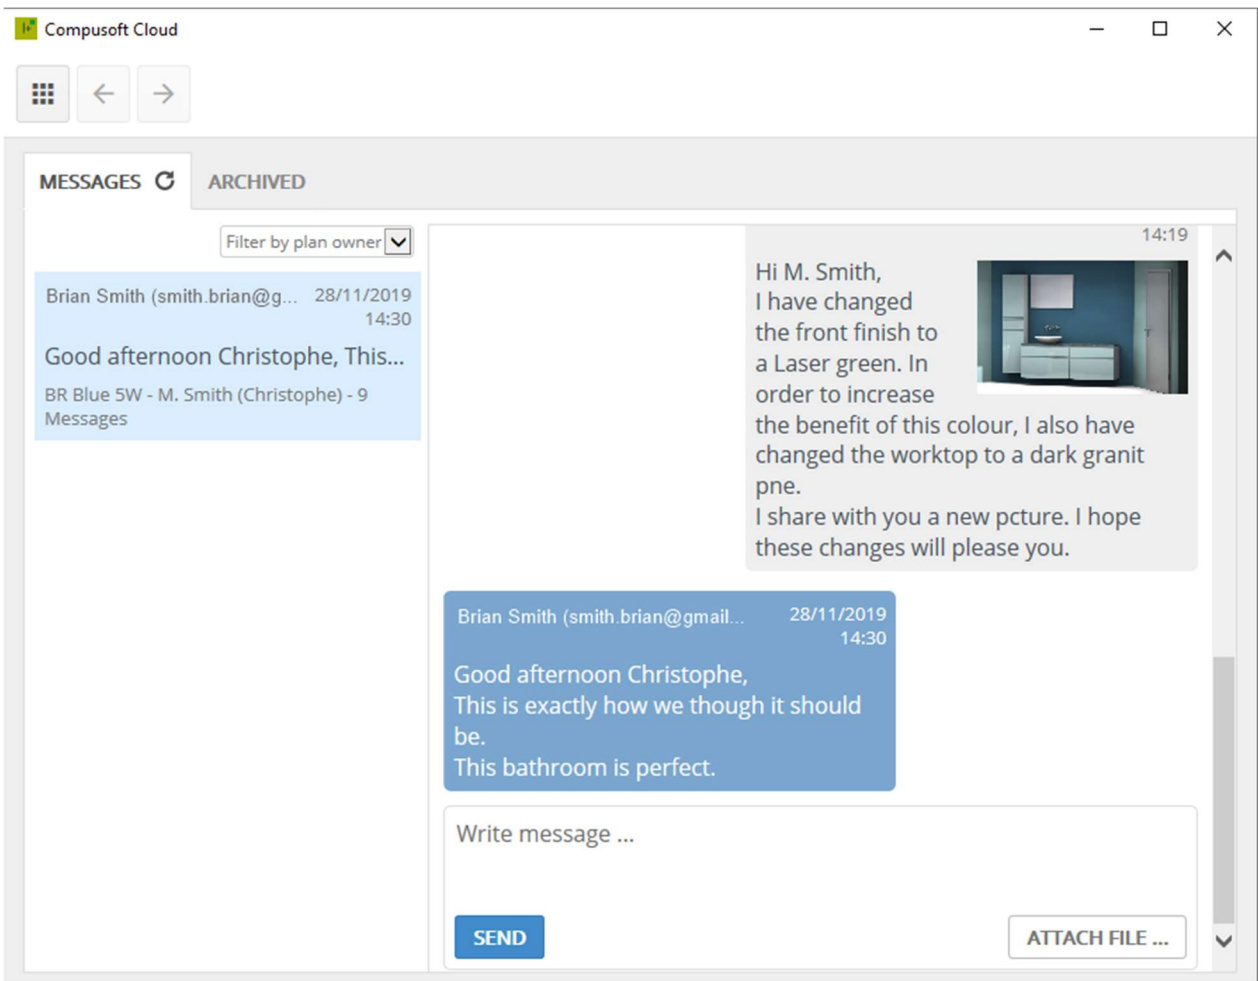 Compusoft Cloud
MESSAGES
ARCHIVED
Filter by plan owner
Brian Smith (smith.brian@g... 28/11/2019
14:30
Good afternoon Christophe, This...
BR Blue 5W - M. Smith (Christophe) - 9
Messages
14:19
Hi M. Smith,
I have changed
the front finish to
a Laser green. In
order to increase
the benefit of this colour, I also have
changed the worktop to a dark granit
pne.
I share with you a new pcture. I hope
these changes will please you.
Brian Smith (smith.brian@gmail... 28/11/2019
14:30
Good afternoon Christophe,
This is exactly how we though it should
be.
This bathroom is perfect.
Write message ...
SEND
ATTACH FILE ...